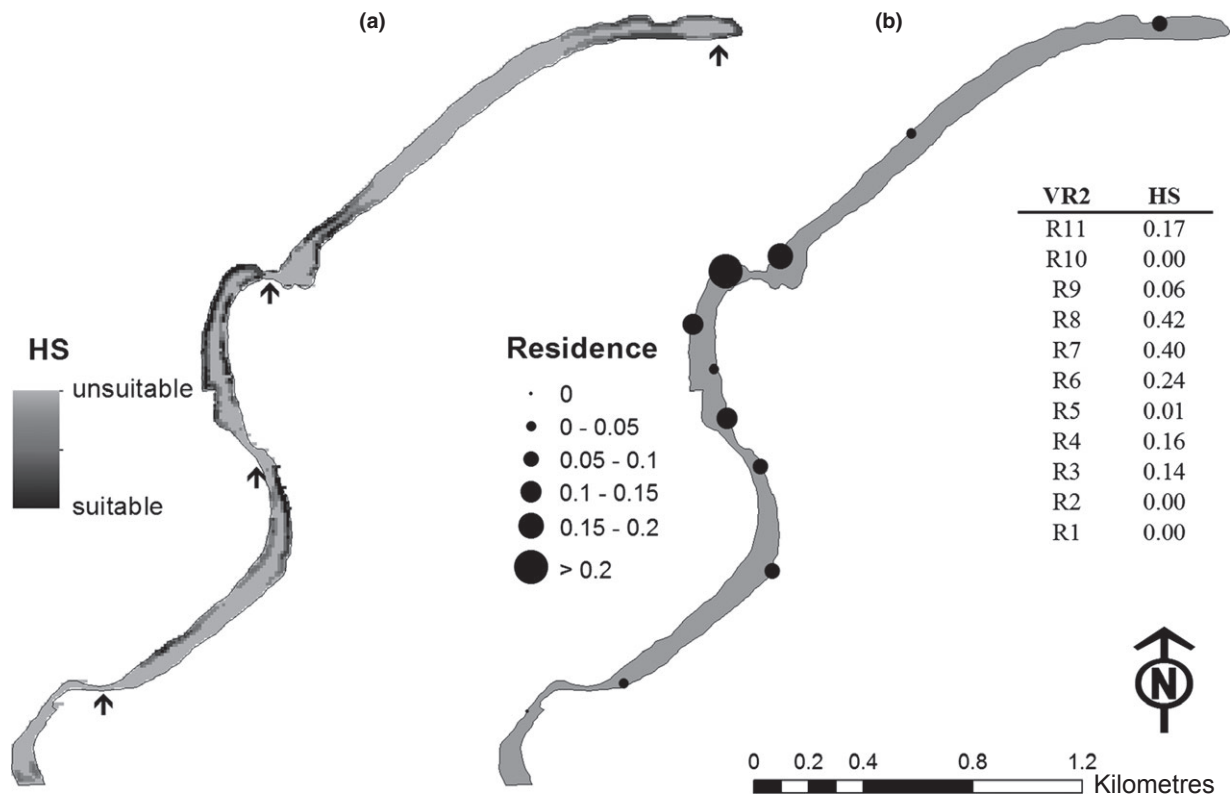 (a)
HS
unsuitable
suitable
(b)
Residence
0
0 - 0.05
0.05 - 0.1
0.1 - 0.15
0.15 - 0.2
> 0.2
VR2 HS
R11 0.17
R10 0.00
R9 0.06
R8 0.42
R7 0.40
R6 0.24
R5 0.01
R4 0.16
R3 0.14
R2 0.00
R1 0.00
N
0 0.2 0.4 0.8 1.2
Kilometres